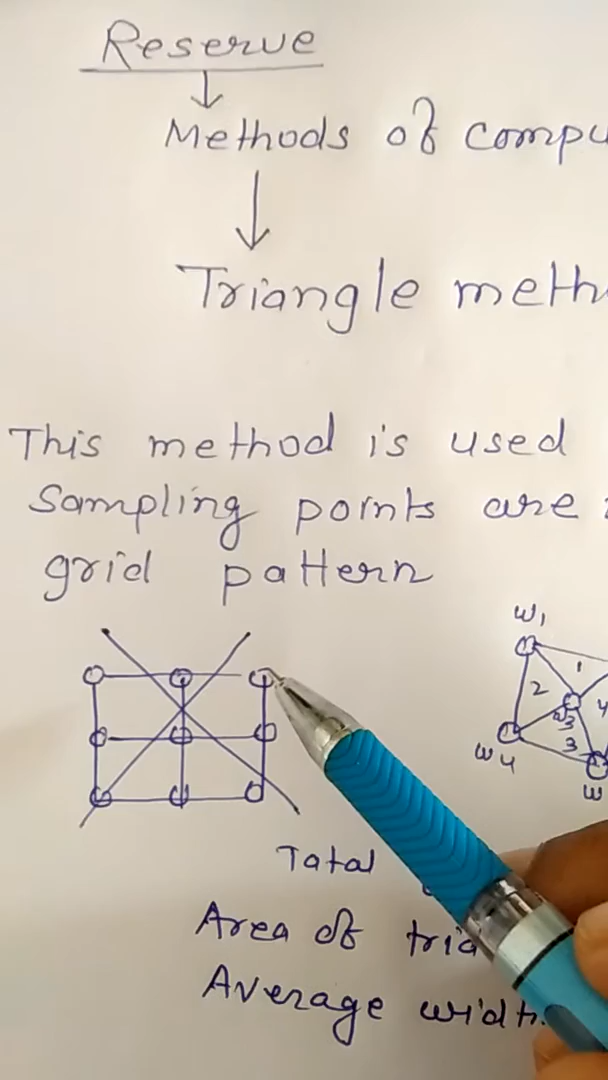 Reserve
Methods of compu
Triangle meth
This method is used
Sampling points are
grid pattern
W1
1
2
4
3
W4
W
Tatal
Area of tria
Average widt